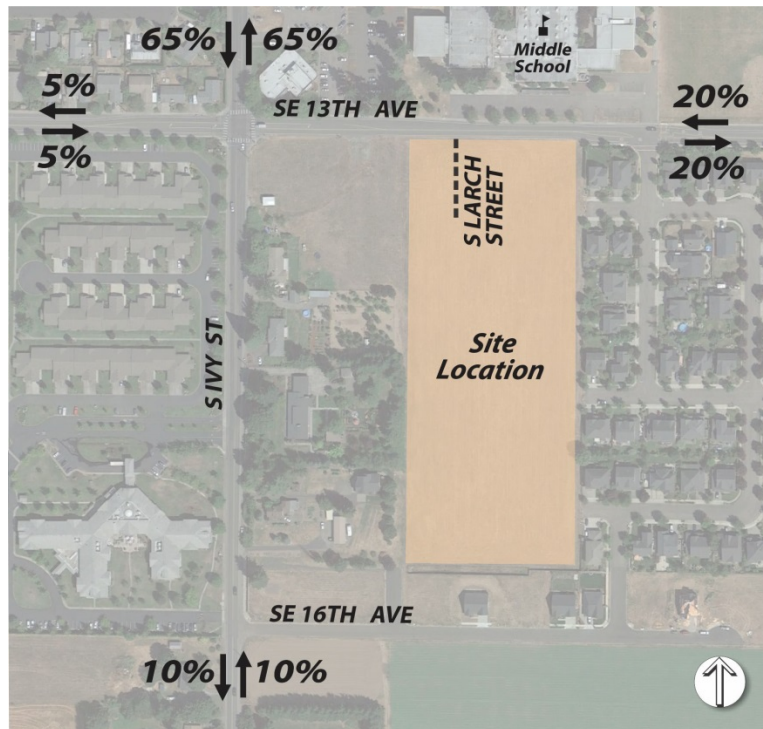 65% 65%
Middle
School
5%
SE 13TH AVE
20%
5%
20%
S LARCH
STREET
Site
Location
S IVY ST
SE 16TH AVE
10% 10%